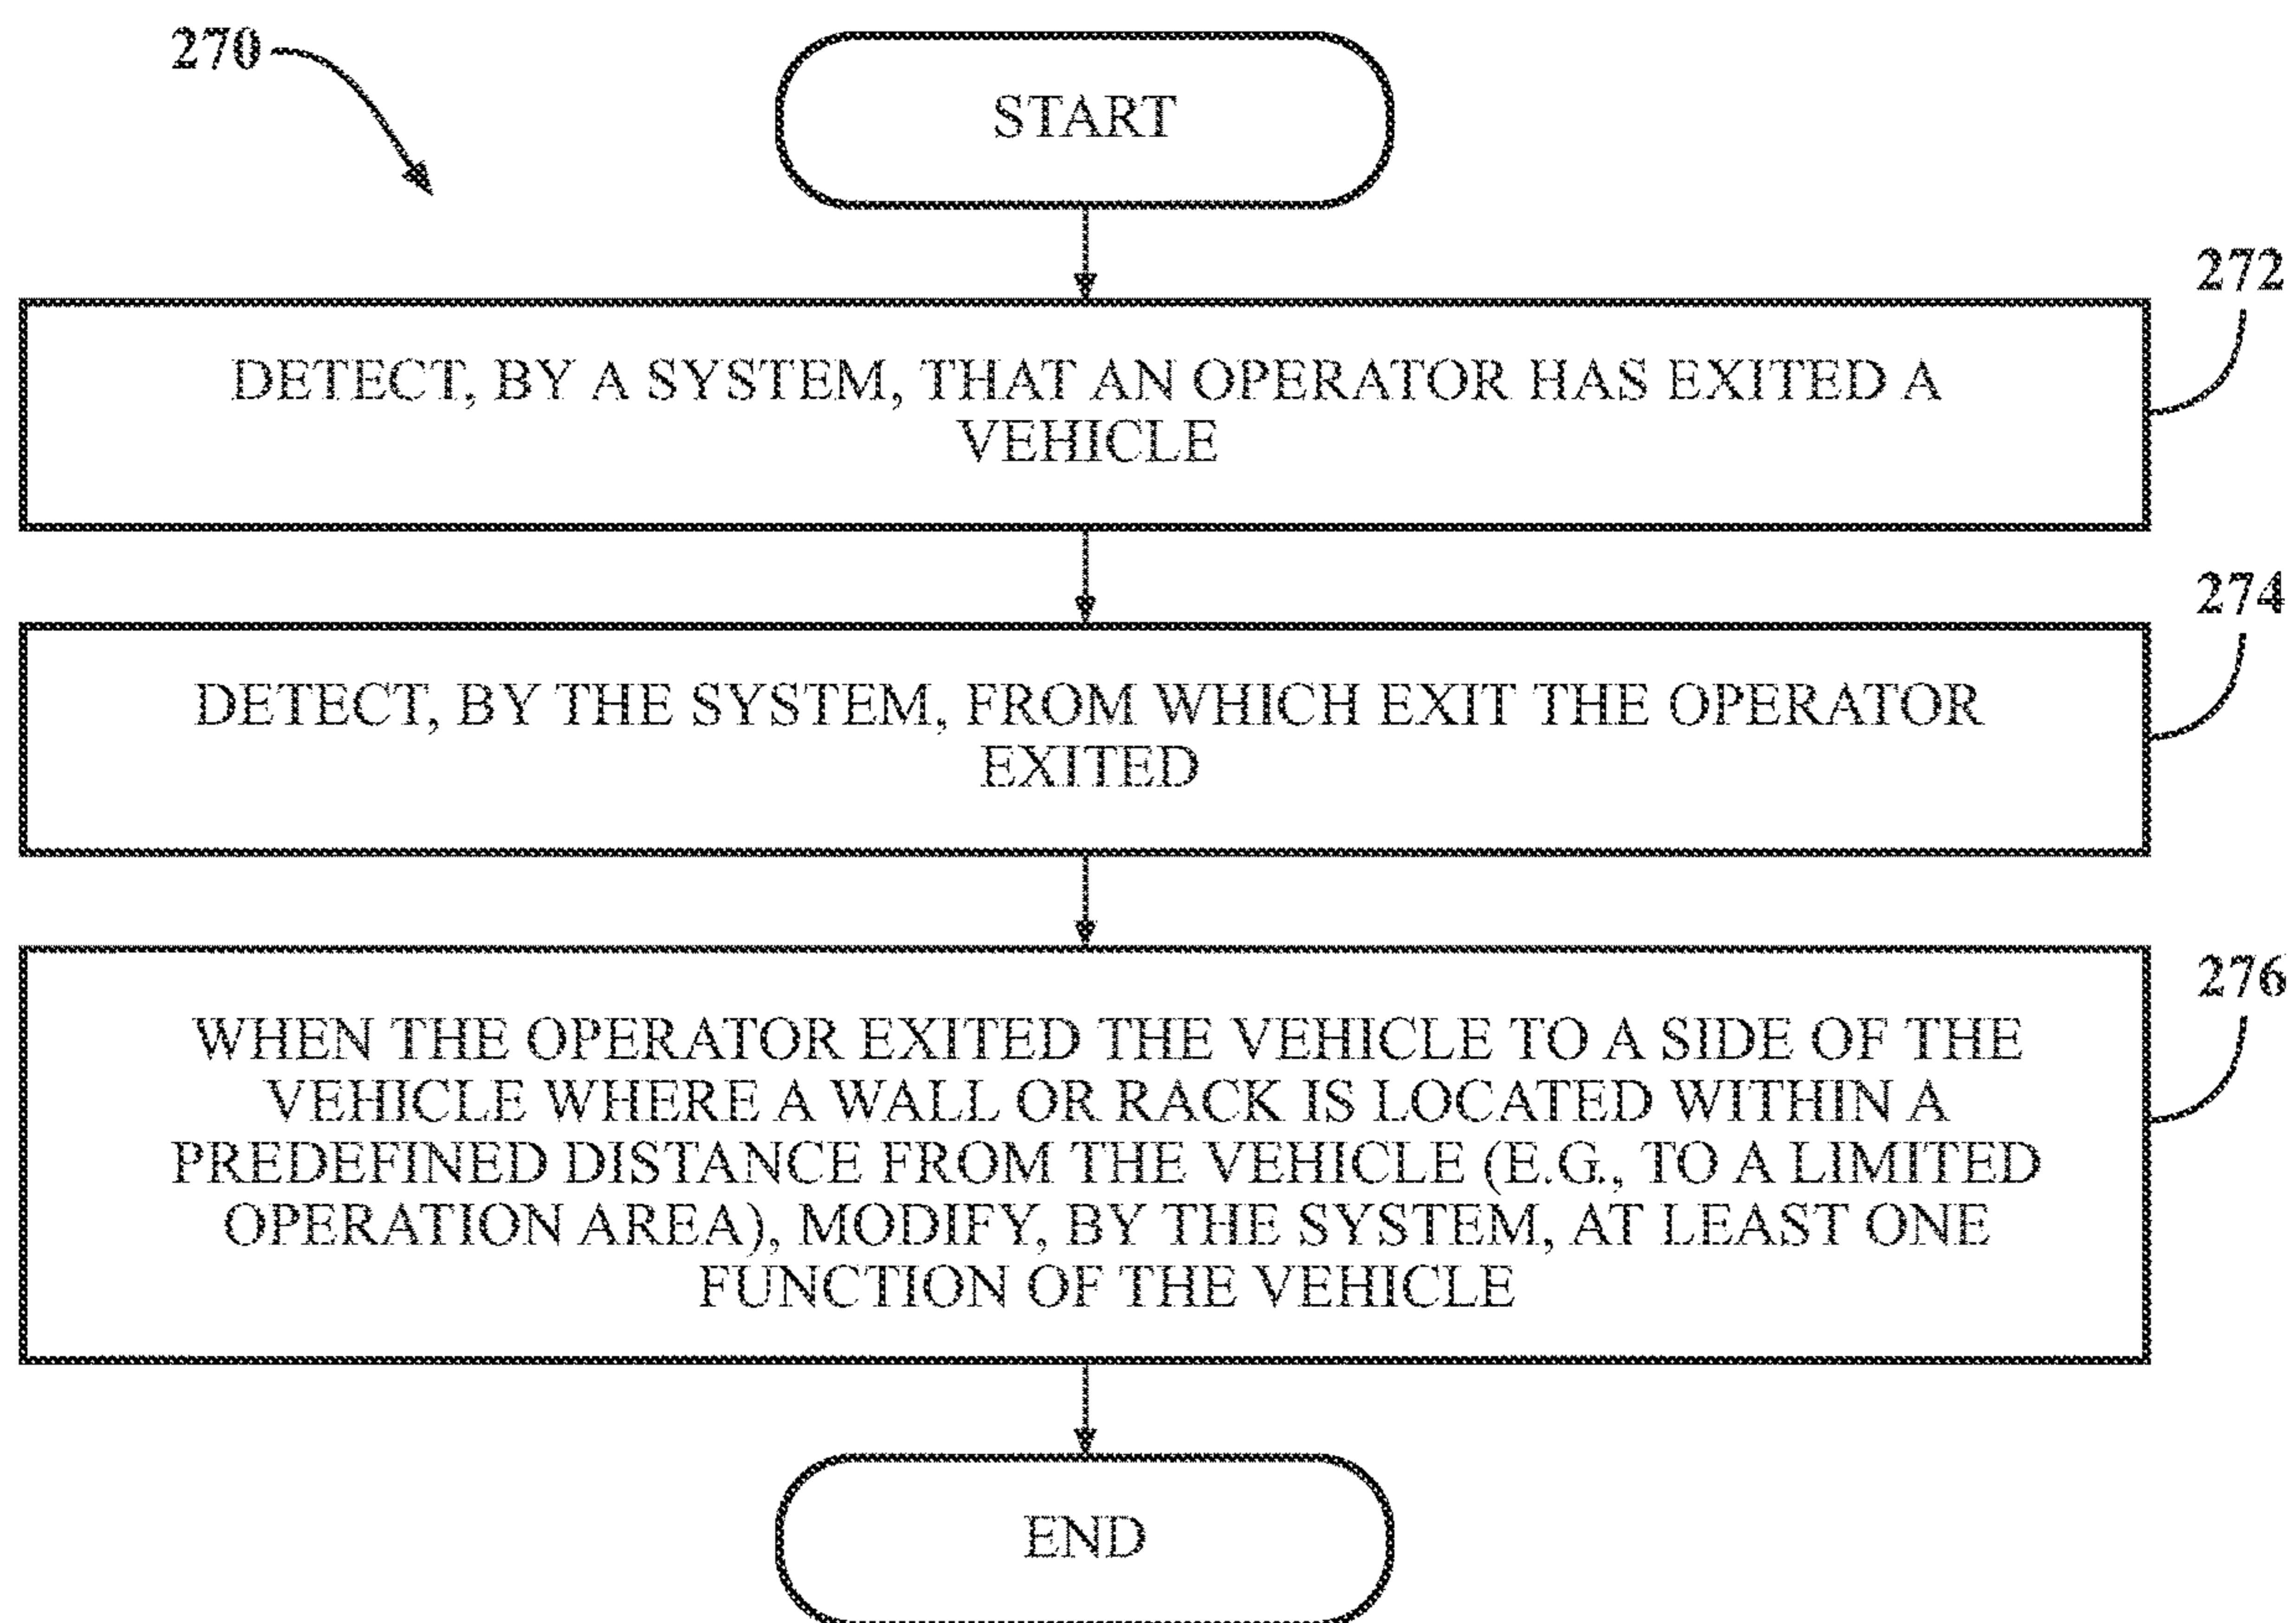 270
START
272
DETECT, BY A SYSTEM, THAT AN OPERATOR HAS EXITED A
VEHICLE
274
DETECT, BY THE SYSTEM, FROM WHICH EXIT THE OPERATOR
EXITED
276
WHEN THE OPERATOR EXITED THE VEHICLE TO A SIDE OF THE
VEHICLE WHERE A WALL OR RACK IS LOCATED WITHIN A
PREDEFINED DISTANCE FROM THE VEHICLE (E.G., TO A LIMITED
OPERATION AREA), MODIFY, BY THE SYSTEM, AT LEAST ONE
FUNCTION OF THE VEHICLE
END